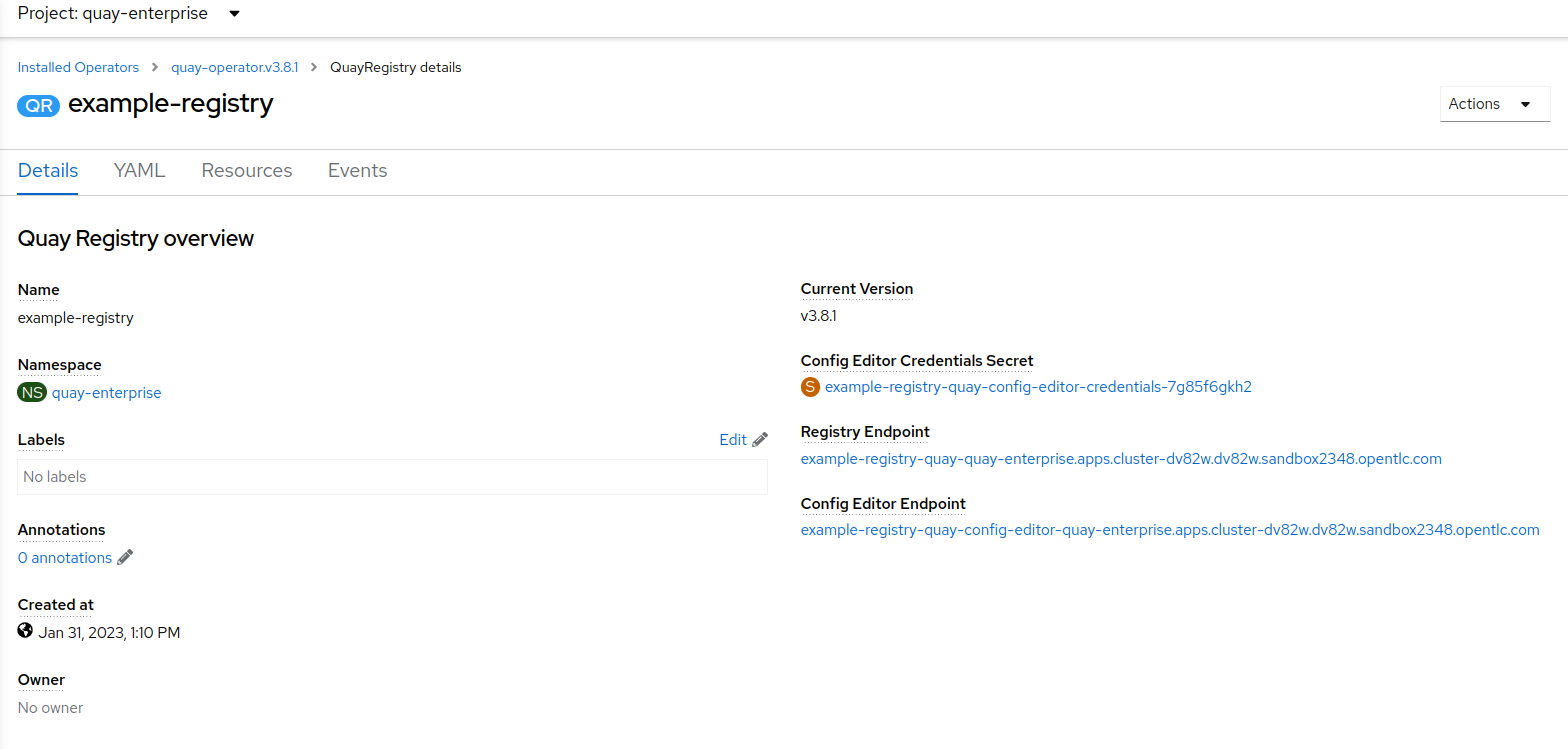 Project: quay-enterprise
Installed Operators > quay-operator.v3.8.1 > QuayRegistry details
QR example-registry
Actions
Details YAML Resources Events
Quay Registry overview
Name
example-registry
Namespace
NS quay-enterprise
Labels
Edit
No labels
Annotations
0 annotations
Created at
Jan 31, 2023, 1:10 PM
Owner
No owner
Current Version
v3.8.1
Config Editor Credentials Secret
S example-registry-quay-config-editor-credentials-7g85f6gkh2
Registry Endpoint
example-registry-quay-quay-enterprise.apps.cluster-dv82w.dv82w.sandbox2348.opentlc.com
Config Editor Endpoint
example-registry-quay-config-editor-quay-enterprise.apps.cluster-dv82w.dv82w.sandbox2348.opentlc.com